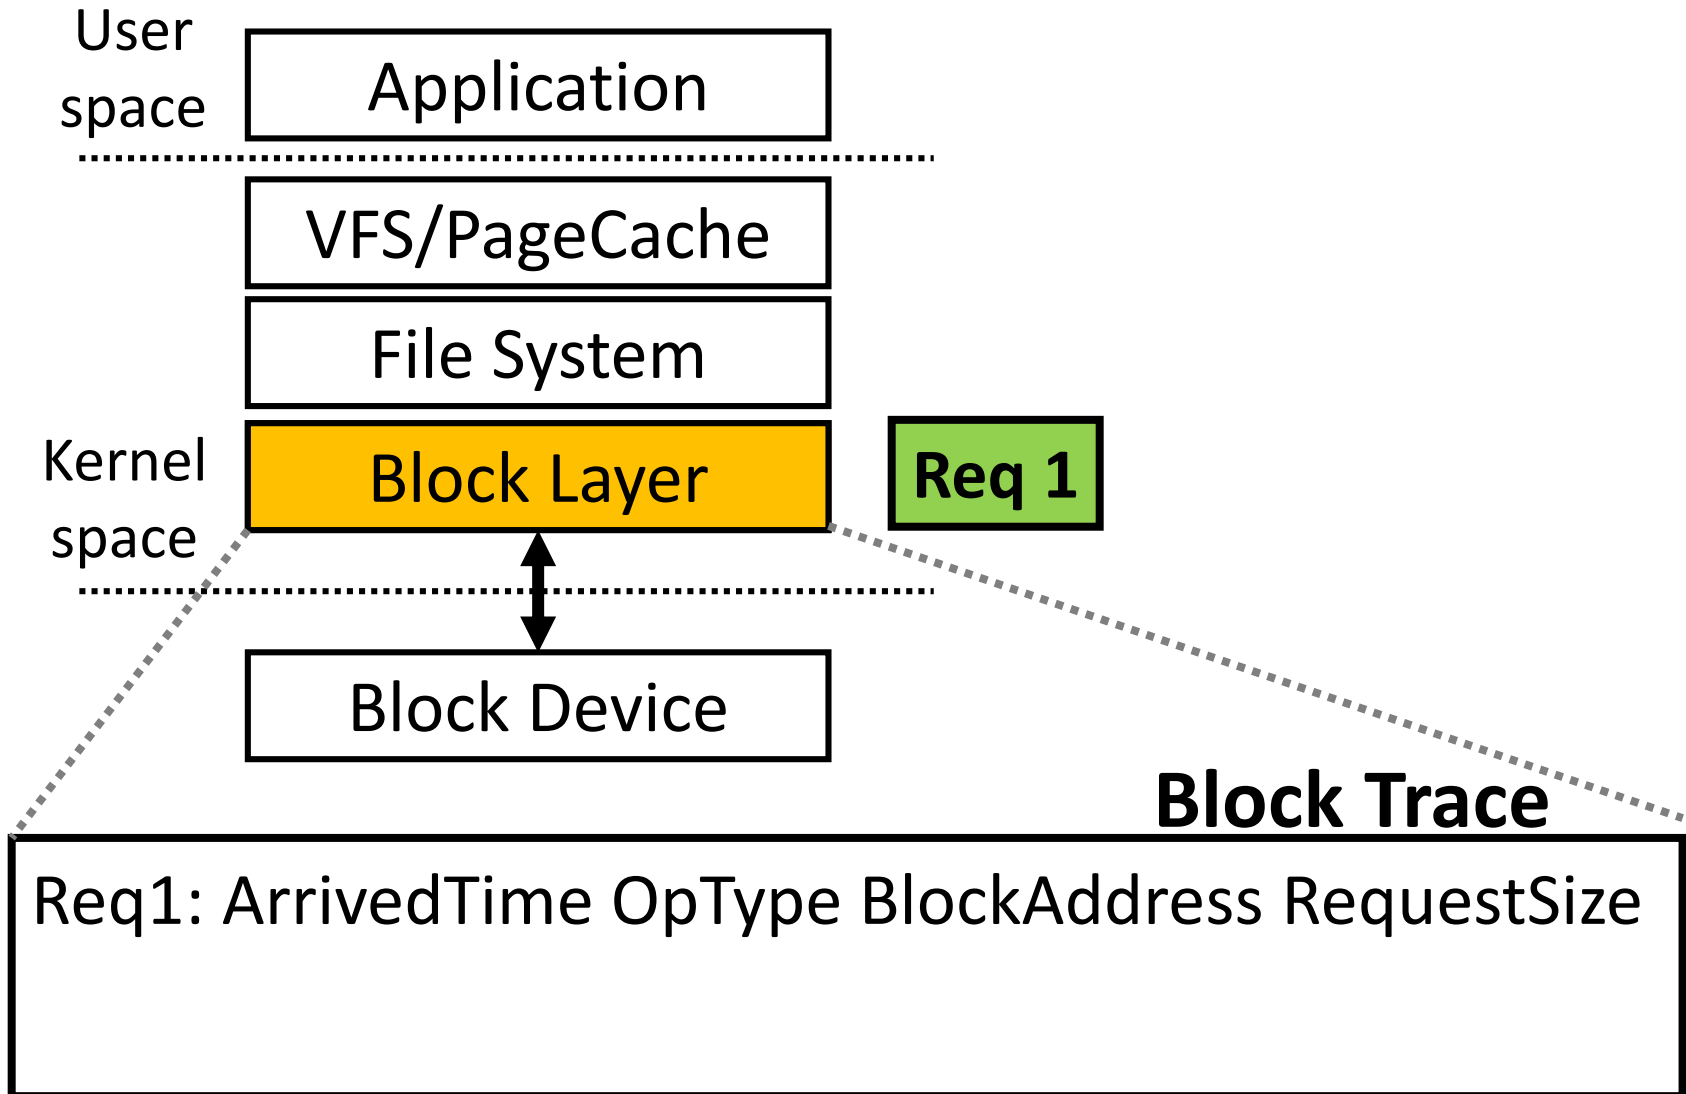 User
space
Application
VFS/PageCache
File System
Kernel
space
Block Layer
Req 1
Block Device
Block Trace
Req1: ArrivedTime OpType BlockAddress RequestSize